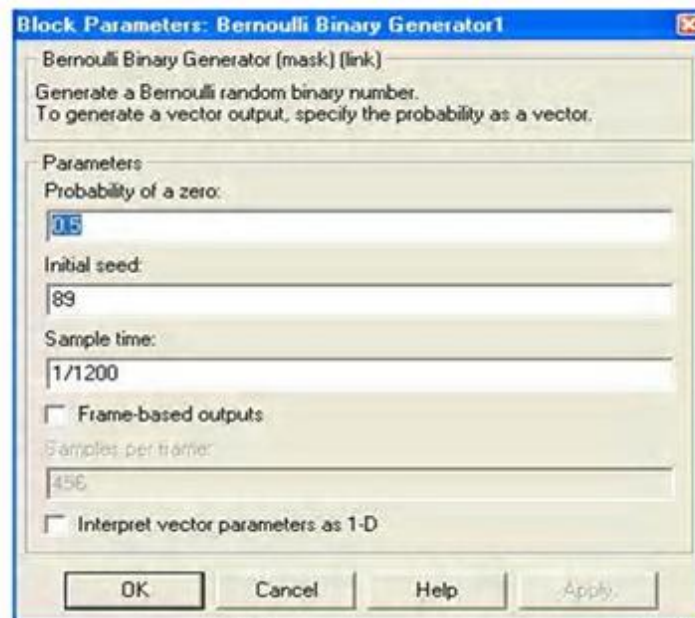 Block Parameters: Bernoulli Binary Generator1
Bernoulli Binary Generator (mask) (link)
Generate a Bernoulli random binary number.
To generate a vector output, specify the probability as a vector.
Parameters
Probability of a zero:
0.5
Initial seed:
89
Sample time:
1/1200
Frame-based outputs
Samples per frame:
456
Interpret vector parameters as 1-D
OK Cancel Help Apply